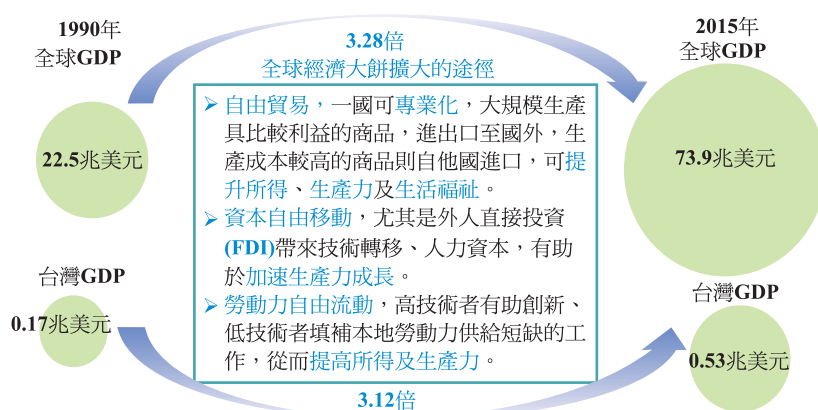 1990年
全球GDP
22.5兆美元
3.28倍
全球經濟大餅擴大的途徑
2015年
全球GDP
73.9兆美元
➢自由貿易，一國可專業化，大規模生產
具比較利益的商品，進出口至國外，生
產成本較高的商品則自他國進口，可提
升所得、生產力及生活福祉。
➢資本自由移動，尤其是外人直接投資
(FDI)帶來技術轉移、人力資本，有助
於加速生產力成長。
➢勞動力自由流動，高技術者有助創新、
低技術者填補本地勞動力供給短缺的工
作，從而提高所得及生產力。
台灣GDP
0.17兆美元
3.12倍
台灣GDP
0.53兆美元